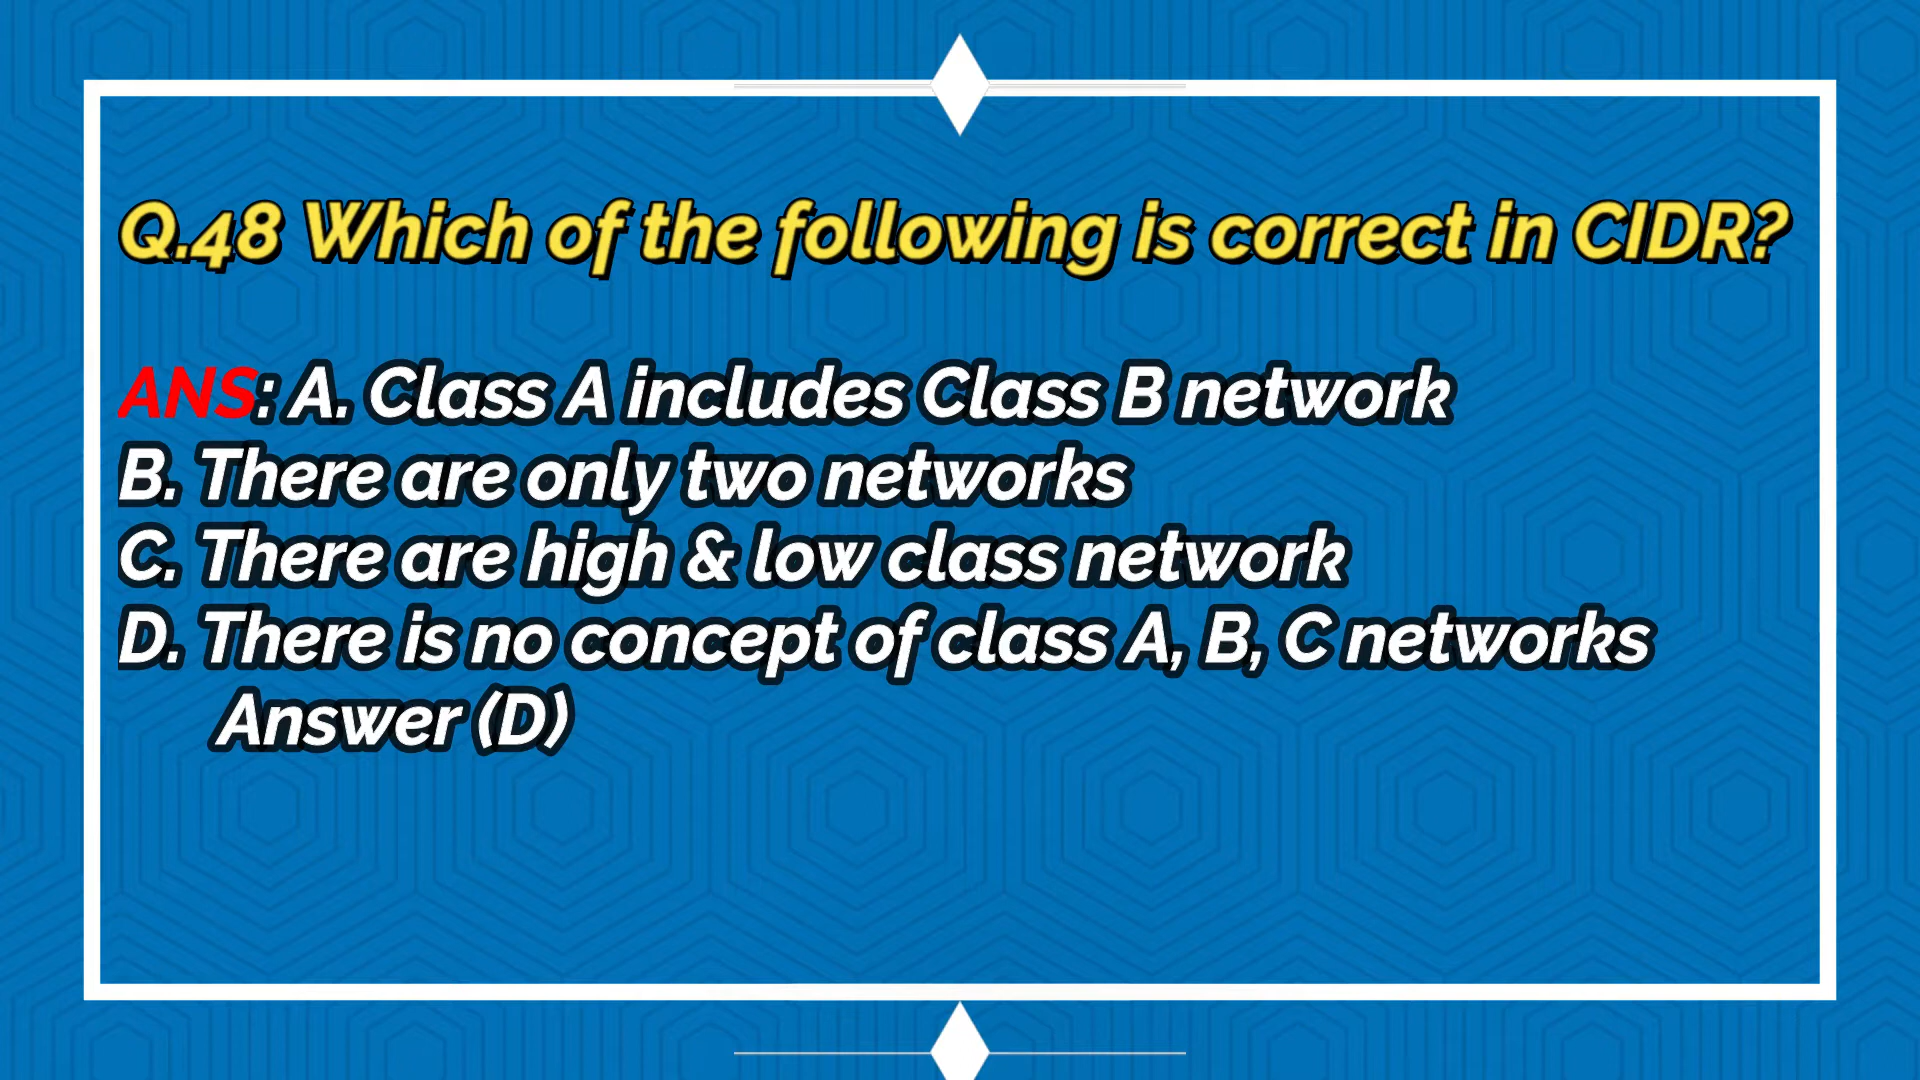 Q.48 Which of the following is correct in CIDR?
ANS: A. Class A includes Class B network
B. There are only two networks
C. There are high & low class network
D. There is no concept of class A, B, C networks
Answer (D)